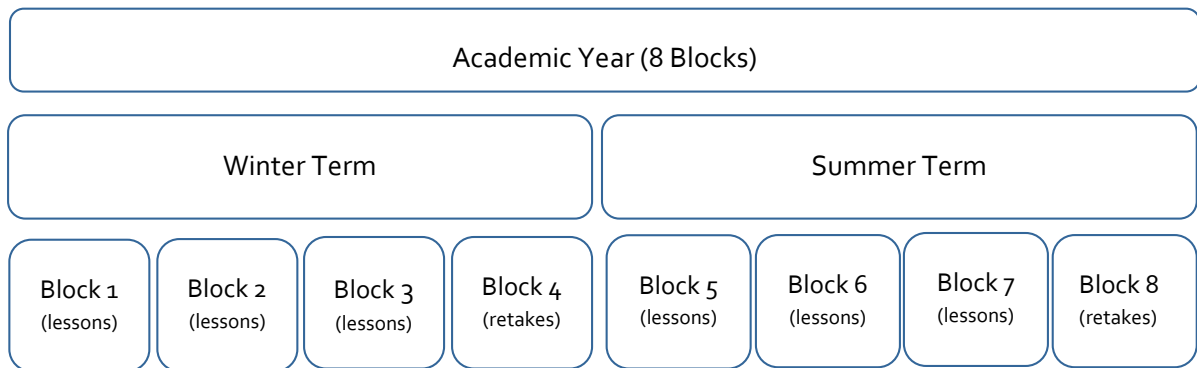 Academic Year (8 Blocks)
Winter Term
Summer Term
Block 1
(lessons)
Block 2
(lessons)
Block 3
(lessons)
Block 4
(retakes)
Block 5
(lessons)
Block 6
(lessons)
Block 7
(lessons)
Block 8
(retakes)